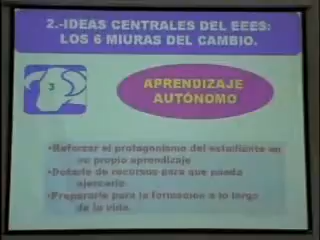 2.-IDEAS CENTRALES DEL EEES:
LOS 6 MIURAS DEL CAMBIO.
3
APRENDIZAJE
AUTÓNOMO
•Reforzar el protagonismo del estudiante en
su propio aprendizaje
•Dotarle de recursos para que pueda
ejercerlo
•Prepararle para la formación a lo largo
de la vida.